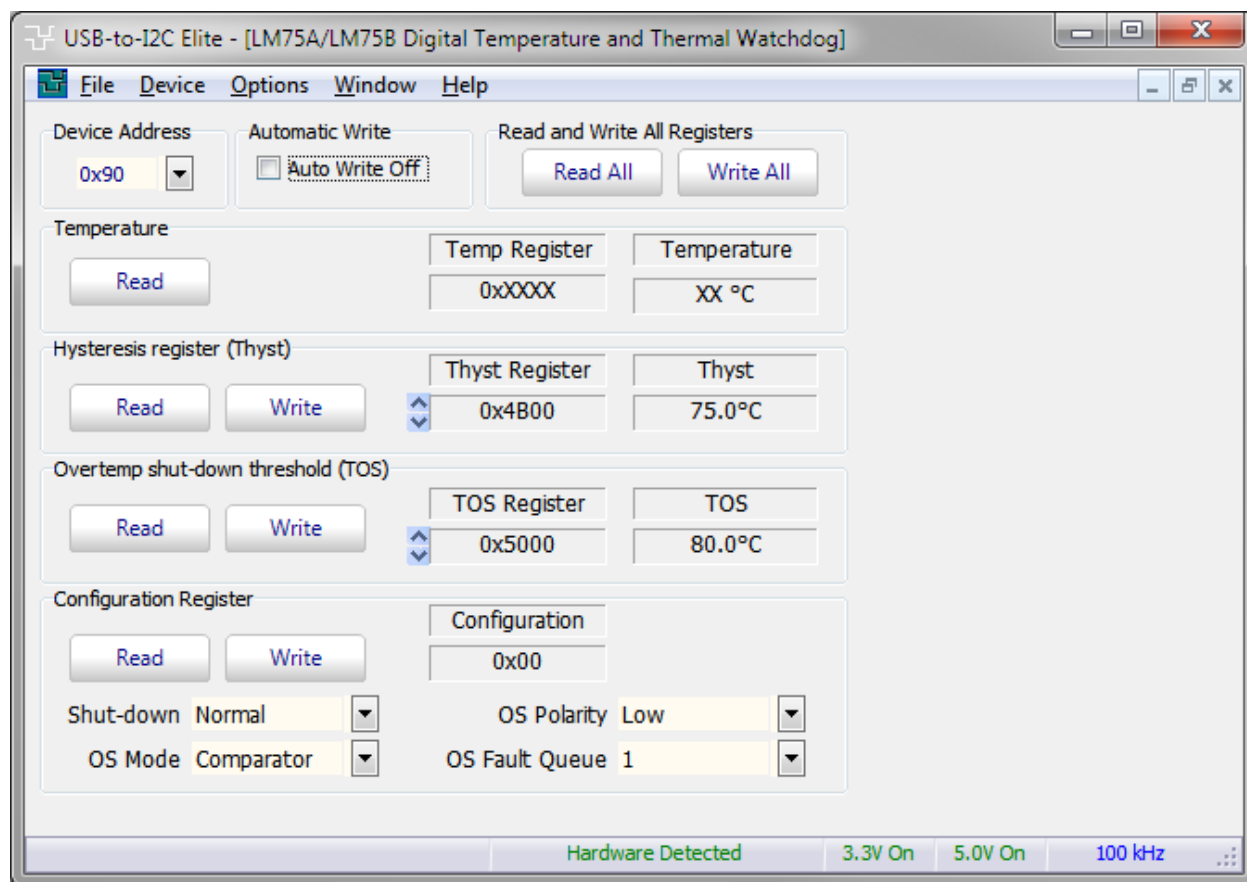 USB-to-I2C Elite - [LM75A/LM75B Digital Temperature and Thermal Watchdog]
File Device Options Window Help
Device Address Automatic Write Read and Write All Registers
0x90 Auto Write Off Read All Write All
Temperature
Temp Register Temperature
Read 0xXXXX XX °C
Hysteresis register (Thyst)
Thyst Register Thyst
Read Write 0x4B00 75.0°C
Overtemp shut-down threshold (TOS)
TOS Register TOS
Read Write 0x5000 80.0°C
Configuration Register
Configuration
Read Write 0x00
Shut-down Normal OS Polarity Low
OS Mode Comparator OS Fault Queue 1
Hardware Detected 3.3V On 5.0V On 100 kHz